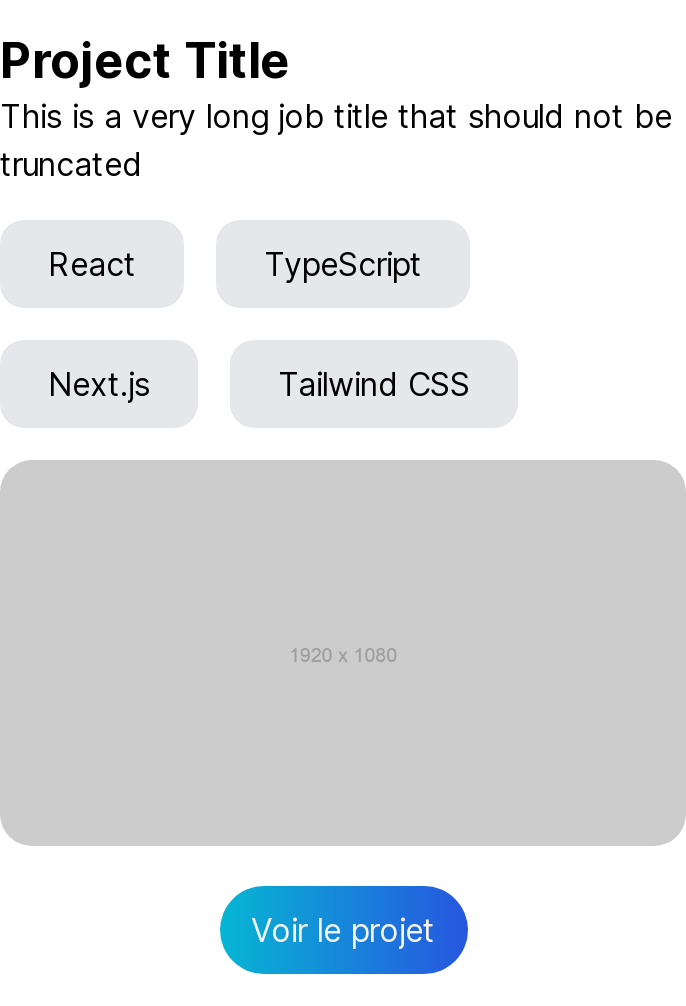 Project Title
This is a very long job title that should not be
truncated
React
TypeScript
Next.js
Tailwind CSS
1920 x 1080
Voir le projet